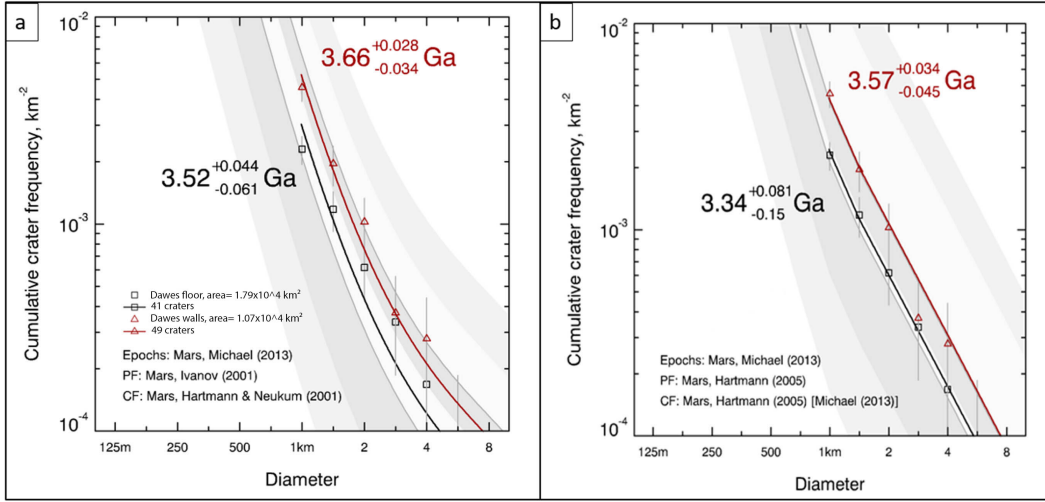 a
10^-2
3.66 +0.028 -0.034 Ga
Cumulative crater frequency, km^-2
10^-3
3.52 +0.044 -0.061 Ga
Dawes floor, area= 1.79x10^4 km²
41 craters
Dawes walls, area= 1.07x10^4 km²
49 craters
Epochs: Mars, Michael (2013)
PF: Mars, Ivanov (2001)
CF: Mars, Hartmann & Neukum (2001)
10^-4
125m 250 500 1km 2 4 8
Diameter
b
10^-2
3.57 +0.034 -0.045 Ga
Cumulative crater frequency, km^-2
10^-3
3.34 +0.081 -0.15 Ga
Epochs: Mars, Michael (2013)
PF: Mars, Hartmann (2005)
CF: Mars, Hartmann (2005) [Michael (2013)]
10^-4
125m 250 500 1km 2 4 8
Diameter